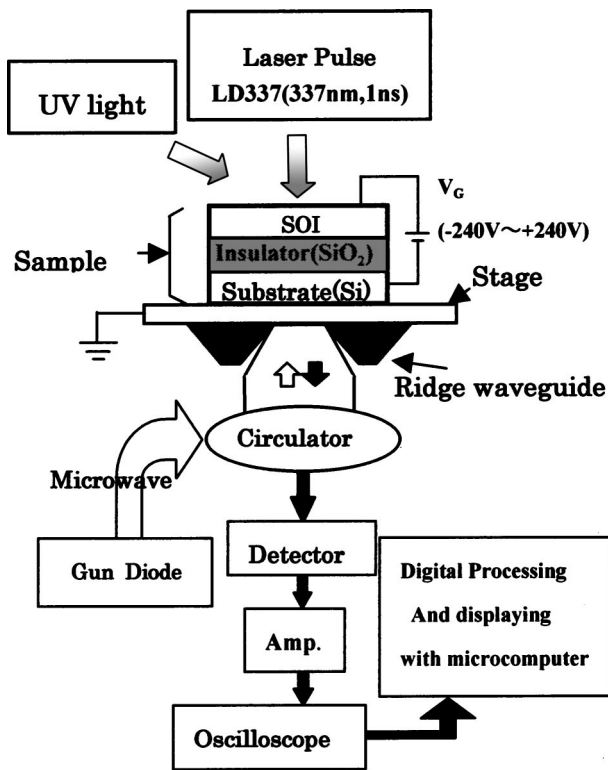 Laser Pulse
LD337(337nm,1ns)
UV light
V_G
(-240V～+240V)
SOI
Insulator(SiO₂)
Substrate(Si)
Sample
Stage
Ridge waveguide
Circulator
Microwave
Gun Diode
Detector
Amp.
Oscilloscope
Digital Processing
And displaying
with microcomputer